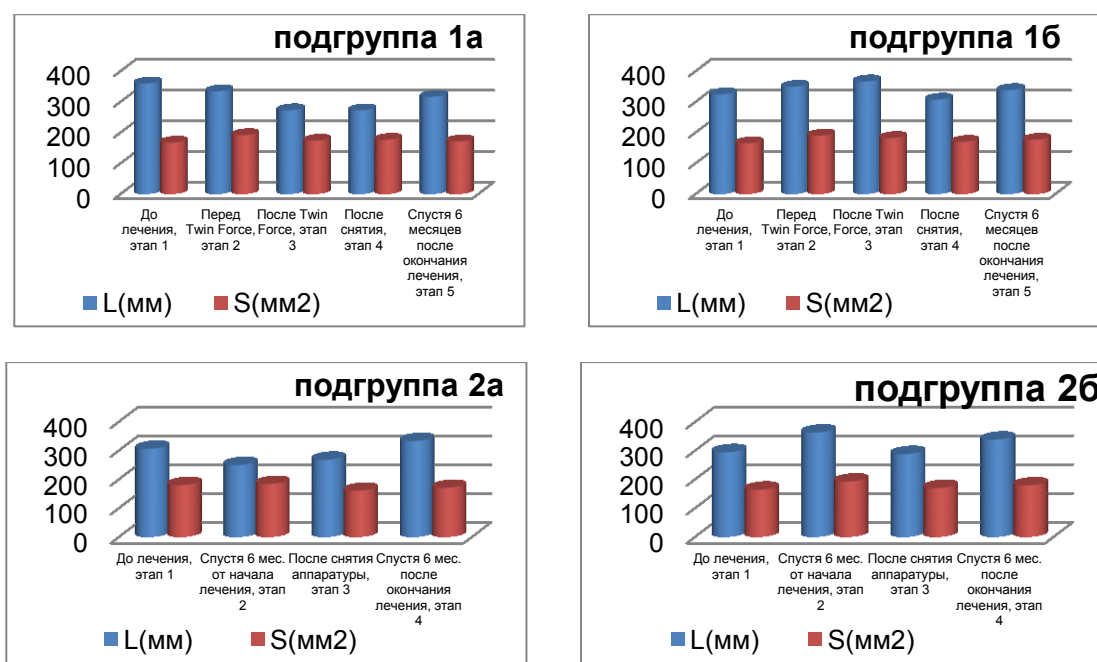 подгруппа 1а
400
300
200
100
0
До лечения, этап 1
Перед Twin Force, этап 2
После Twin Force, этап 3
После снятия, этап 4
Спустя 6 месяцев после окончания лечения, этап 5
L(мм) S(мм2)
подгруппа 1б
400
300
200
100
0
До лечения, этап 1
Перед Twin Force, этап 2
После Twin Force, этап 3
После снятия, этап 4
Спустя 6 месяцев после окончания лечения, этап 5
L(мм) S(мм2)
подгруппа 2а
400
300
200
100
0
До лечения, этап 1
Спустя 6 мес. от начала лечения, этап 2
После снятия аппаратуры, этап 3
Спустя 6 мес. после окончания лечения, этап 4
L(мм) S(мм2)
подгруппа 2б
400
300
200
100
0
До лечения, этап 1
Спустя 6 мес. от начала лечения, этап 2
После снятия аппаратуры, этап 3
Спустя 6 мес. после окончания лечения, этап 4
L(мм) S(мм2)